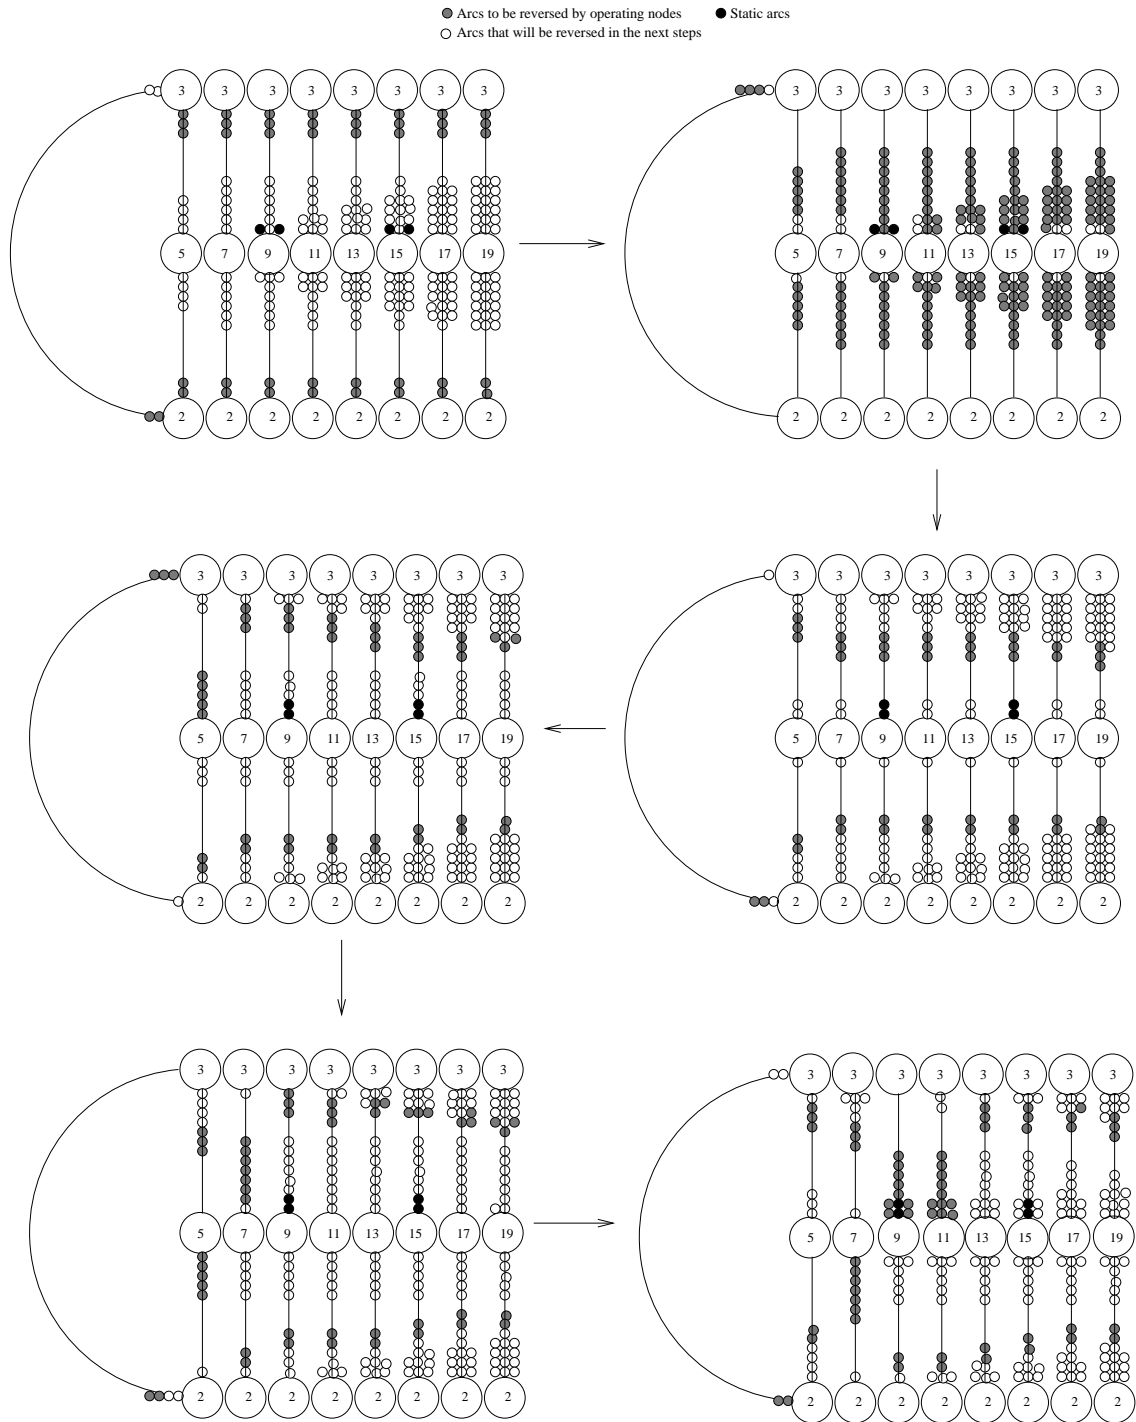 Arcs to be reversed by operating nodes Static arcs
Arcs that will be reversed in the next steps
3 3 3 3 3 3 3 3 3 3 3 3 3 3 3 3
5 7 9 11 13 15 17 19 5 7 9 11 13 15 17 19
2 2 2 2 2 2 2 2 2 2 2 2 2 2 2 2
3 3 3 3 3 3 3 3 3 3 3 3 3 3 3 3
5 7 9 11 13 15 17 19 5 7 9 11 13 15 17 19
2 2 2 2 2 2 2 2 2 2 2 2 2 2 2 2
3 3 3 3 3 3 3 3 3 3 3 3 3 3 3 3
5 7 9 11 13 15 17 19 5 7 9 11 13 15 17 19
2 2 2 2 2 2 2 2 2 2 2 2 2 2 2 2